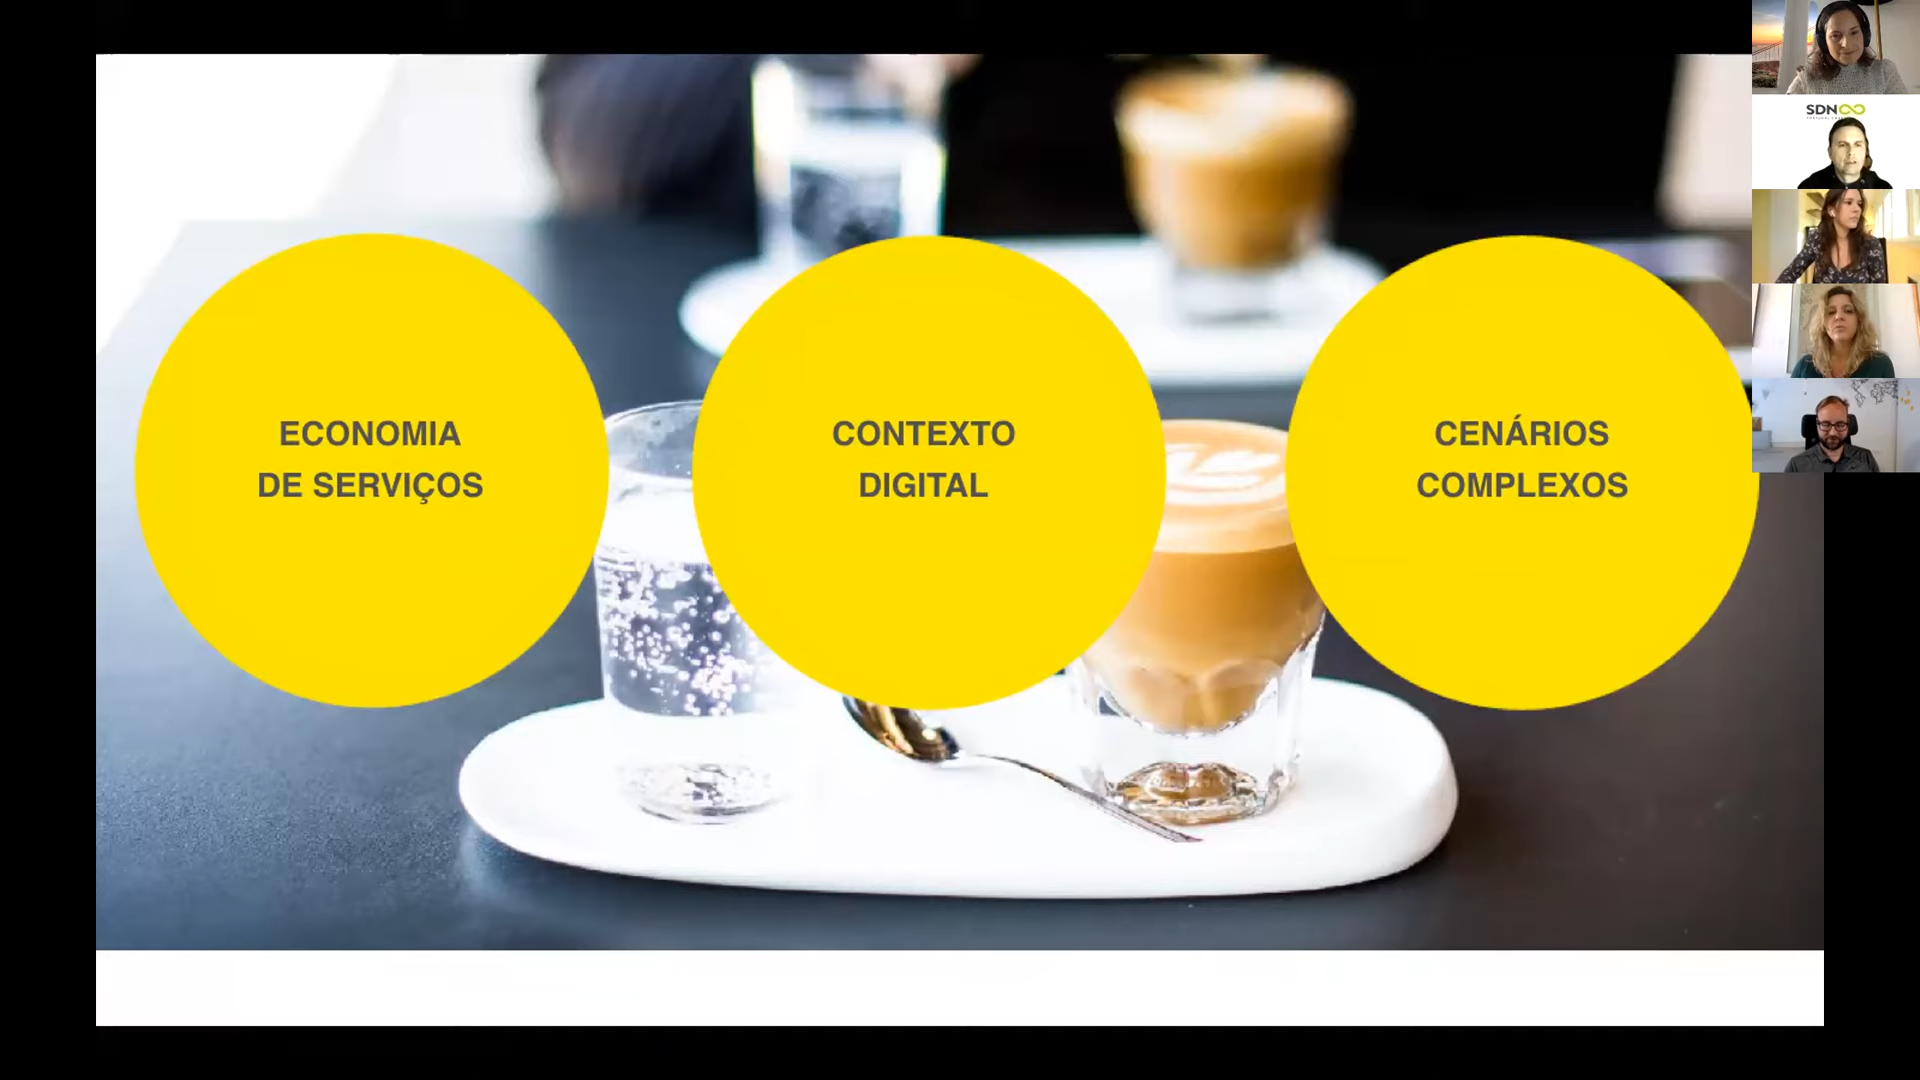 ECONOMIA
DE SERVIÇOS
CONTEXTO
DIGITAL
CENÁRIOS
COMPLEXOS
SDN